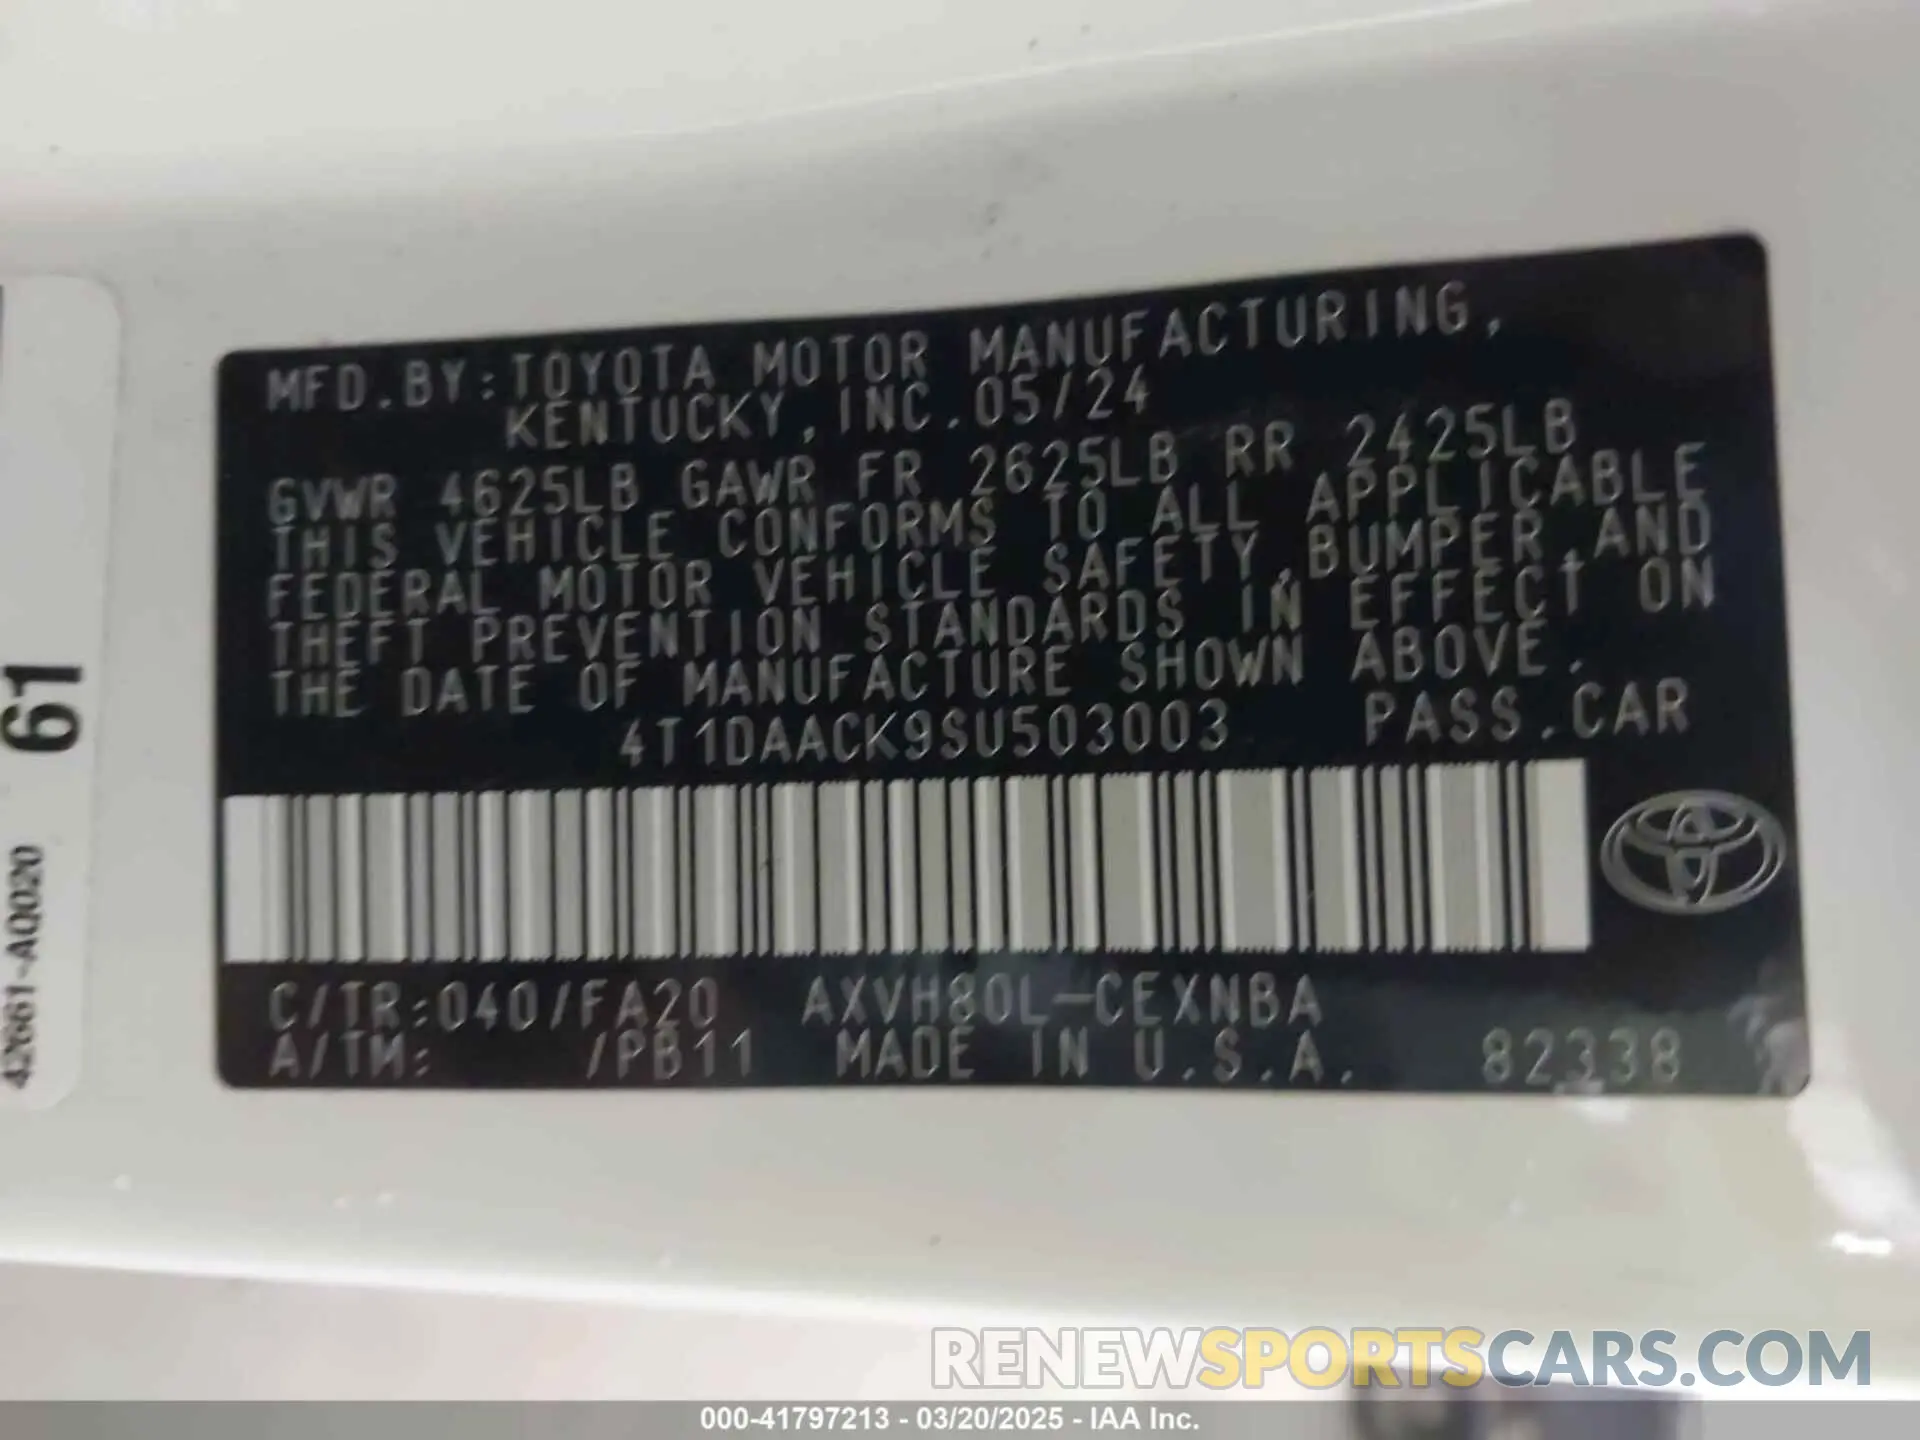 MFD.BY:TOYOTA MOTOR MANUFACTURING,
KENTUCKY,INC.05/24
GVWR 4625LB GAWR FR 2625LB RR 2425LB
THIS VEHICLE CONFORMS TO ALL APPLICABLE
FEDERAL MOTOR VEHICLE SAFETY,BUMPER,AND
THEFT PREVENTION STANDARDS IN EFFECT ON
THE DATE OF MANUFACTURE SHOWN ABOVE.
4T1DAACK9SU503003 PASS.CAR
C/TR:040/FA20 AXVH80L-CEXNBA
A/TM: /PB11 MADE IN U.S.A. 82338
61
42661-A0020
RENEWSPORTSCARS.COM
000-41797213 - 03/20/2025 - IAA Inc.